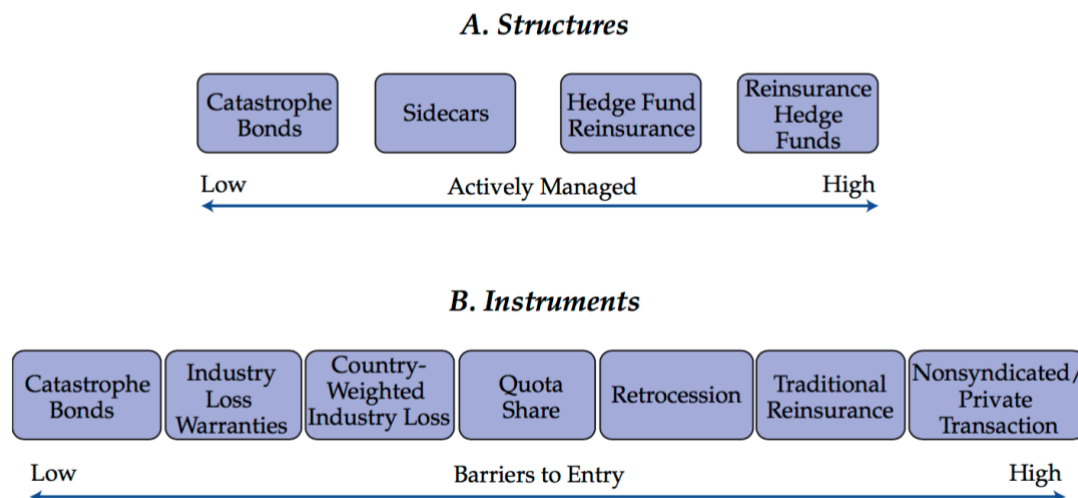 A. Structures
Catastrophe
Bonds
Sidecars
Hedge Fund
Reinsurance
Reinsurance
Hedge
Funds
Low
Actively Managed
High
B. Instruments
Catastrophe
Bonds
Industry
Loss
Warranties
Country-
Weighted
Industry Loss
Quota
Share
Retrocession
Traditional
Reinsurance
Nonsyndicated/
Private
Transaction
Low
Barriers to Entry
High